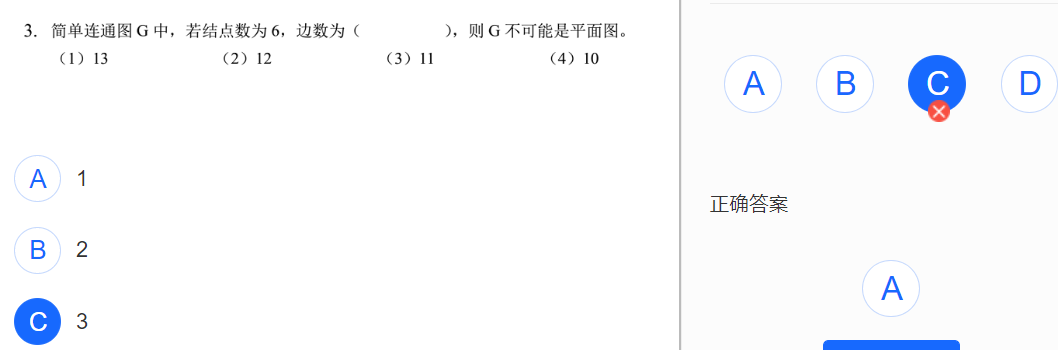 3. 简单连通图 G 中，若结点数为 6，边数为（ ），则 G 不可能是平面图。
（1）13 （2）12 （3）11 （4）10
A 1
B 2
C 3
A B C D
正确答案
A